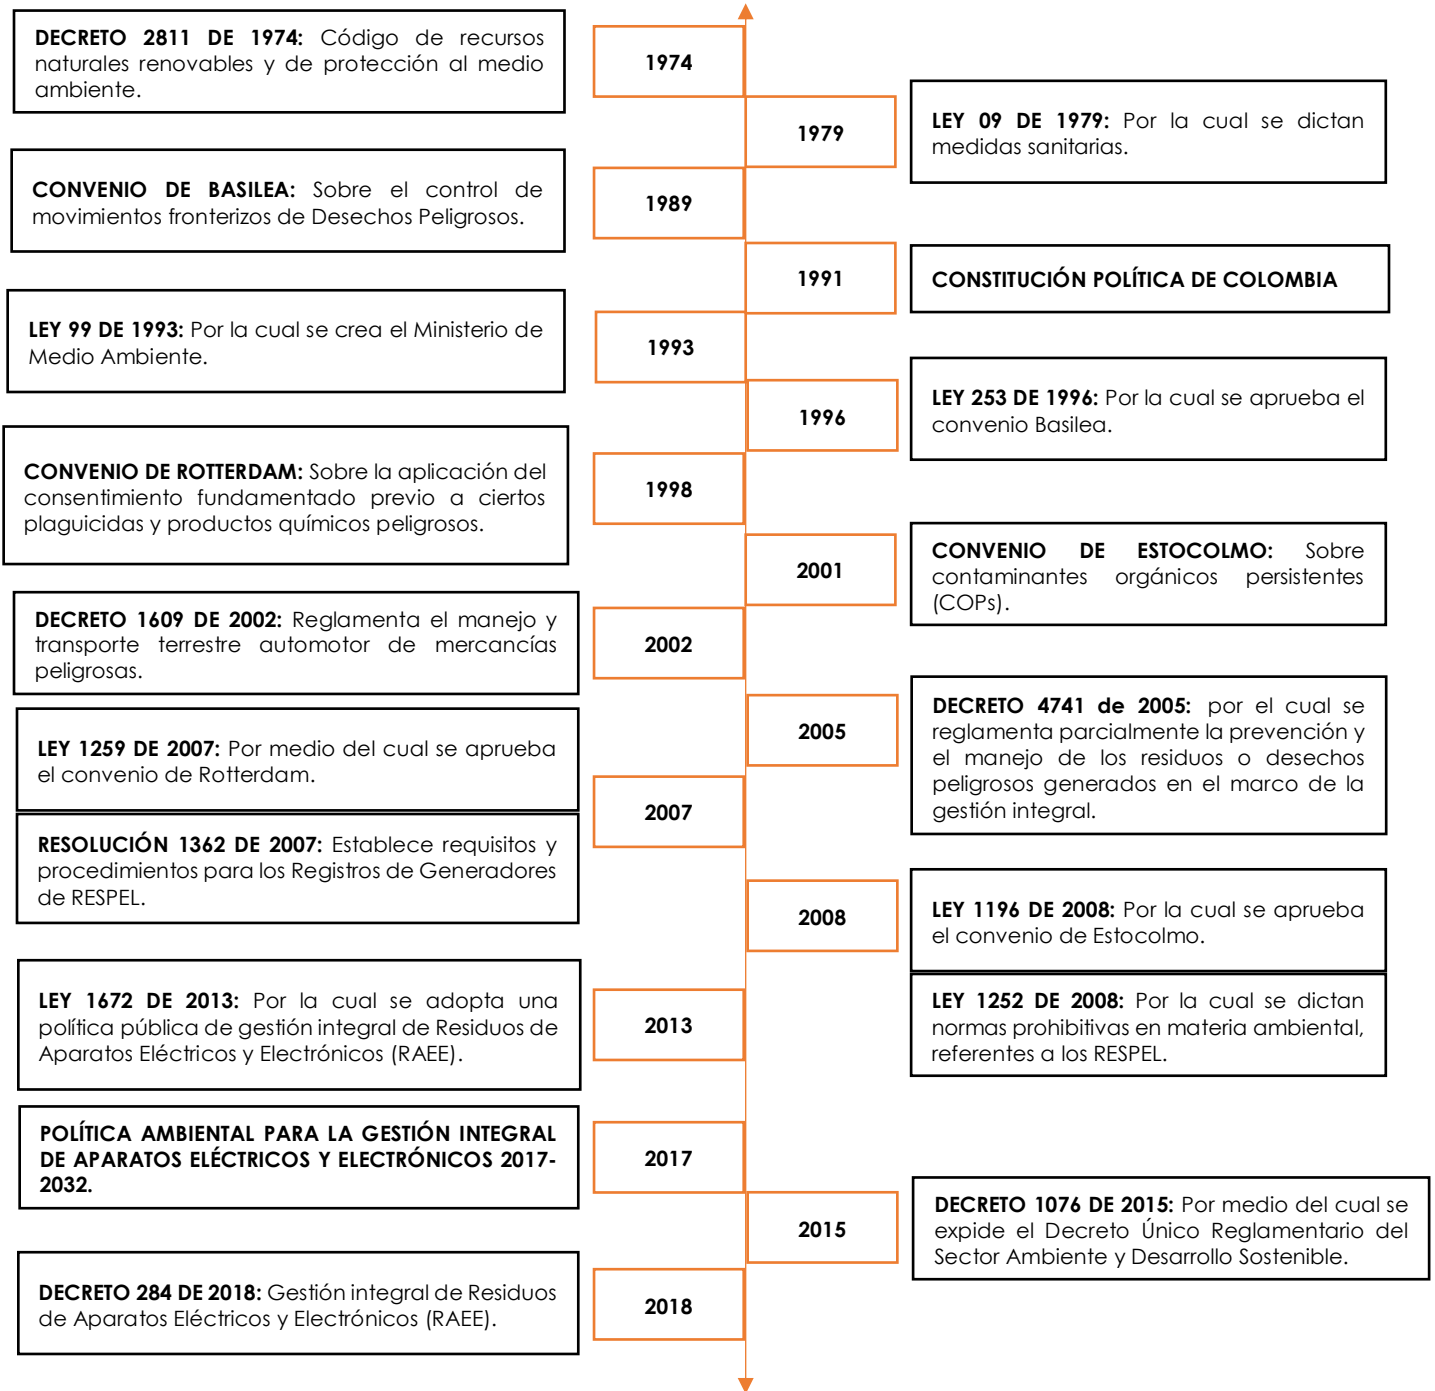 DECRETO 2811 DE 1974: Código de recursos
naturales renovables y de protección al medio
ambiente.
1974
1979
LEY 09 DE 1979: Por la cual se dictan
medidas sanitarias.
CONVENIO DE BASILEA: Sobre el control de
movimientos fronterizos de Desechos Peligrosos.
1989
1991
CONSTITUCIÓN POLÍTICA DE COLOMBIA
LEY 99 DE 1993: Por la cual se crea el Ministerio de
Medio Ambiente.
1993
1996
LEY 253 DE 1996: Por la cual se aprueba el
convenio Basilea.
CONVENIO DE ROTTERDAM: Sobre la aplicación del
consentimiento fundamentado previo a ciertos
plaguicidas y productos químicos peligrosos.
1998
2001
CONVENIO DE ESTOCOLMO: Sobre
contaminantes orgánicos persistentes
(COPs).
DECRETO 1609 DE 2002: Reglamenta el manejo y
transporte terrestre automotor de mercancías
peligrosas.
2002
2005
DECRETO 4741 de 2005: por el cual se
reglamenta parcialmente la prevención y
el manejo de los residuos o desechos
peligrosos generados en el marco de la
gestión integral.
LEY 1259 DE 2007: Por medio del cual se aprueba
el convenio de Rotterdam.
2007
RESOLUCIÓN 1362 DE 2007: Establece requisitos y
procedimientos para los Registros de Generadores
de RESPEL.
2008
LEY 1196 DE 2008: Por la cual se aprueba
el convenio de Estocolmo.
LEY 1252 DE 2008: Por la cual se dictan
normas prohibitivas en materia ambiental,
referentes a los RESPEL.
LEY 1672 DE 2013: Por la cual se adopta una
política pública de gestión integral de Residuos de
Aparatos Eléctricos y Electrónicos (RAEE).
2013
POLÍTICA AMBIENTAL PARA LA GESTIÓN INTEGRAL
DE APARATOS ELÉCTRICOS Y ELECTRÓNICOS 2017-
2032.
2017
2015
DECRETO 1076 DE 2015: Por medio del cual se
expide el Decreto Único Reglamentario del
Sector Ambiente y Desarrollo Sostenible.
DECRETO 284 DE 2018: Gestión integral de Residuos
de Aparatos Eléctricos y Electrónicos (RAEE).
2018